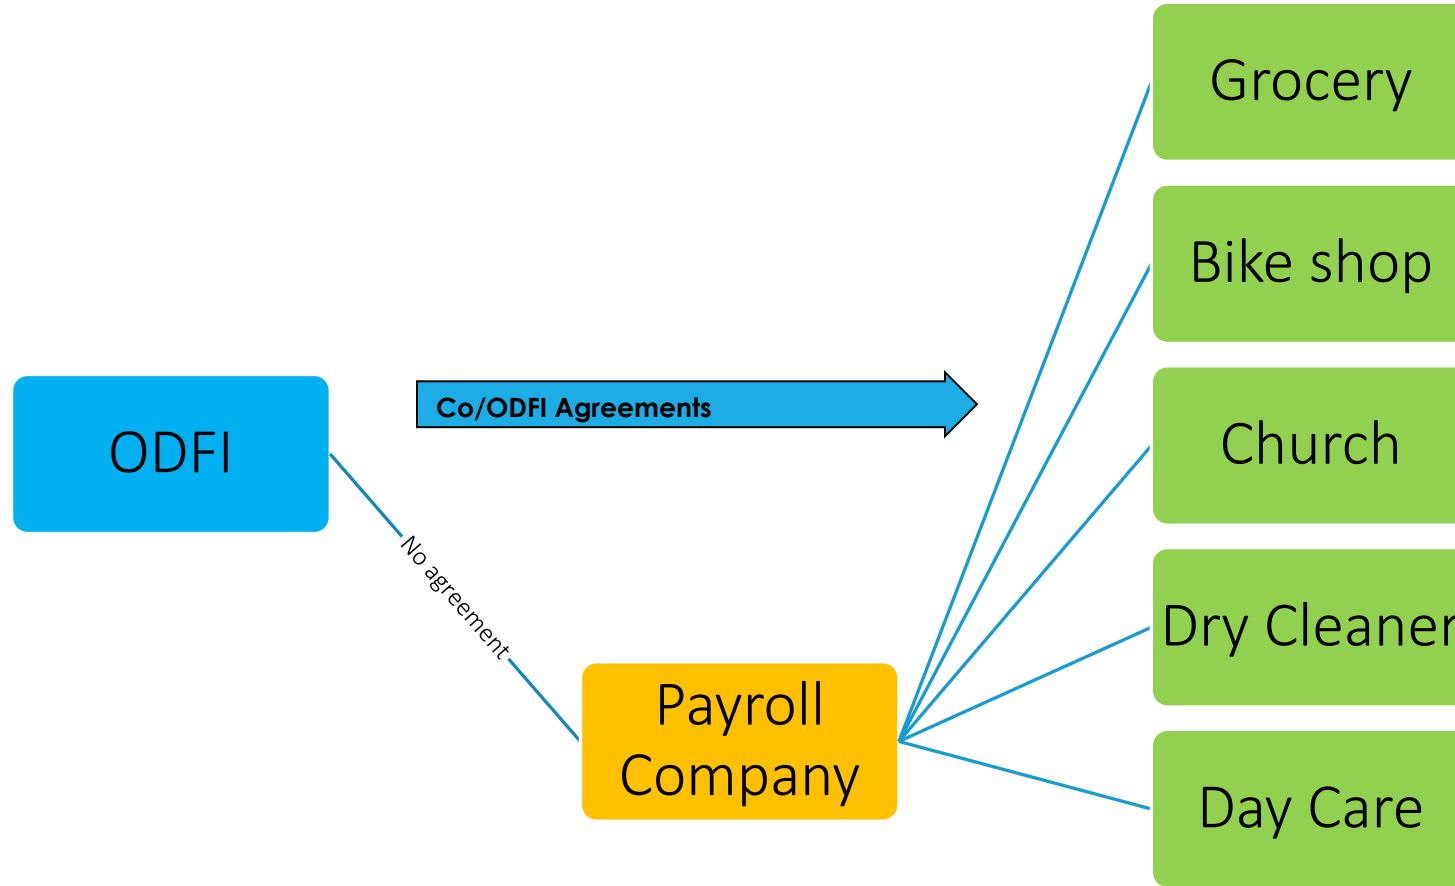 Grocery
Bike shop
Co/ODFI Agreements
ODFI
Church
No agreement
Dry Cleaner
Payroll
Company
Day Care